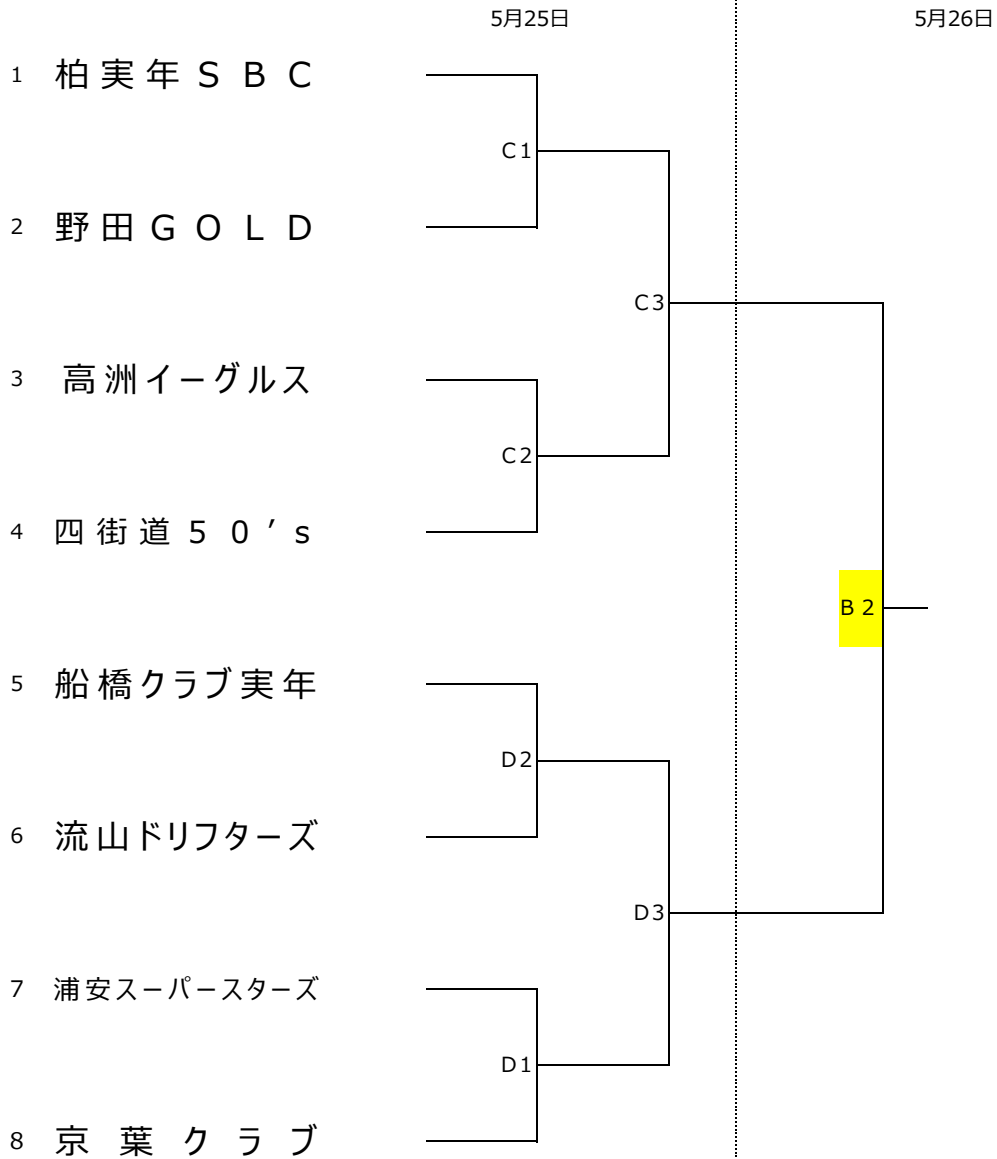 5月25日 5月26日
1 柏実年ＳＢＣ
C1
2 野田ＧＯＬＤ
C3
3 高洲イーグルス
C2
4 四街道５０’ｓ
B2
5 船橋クラブ実年
D2
6 流山ドリフターズ
D3
7 浦安スーパースターズ
D1
8 京葉クラブ